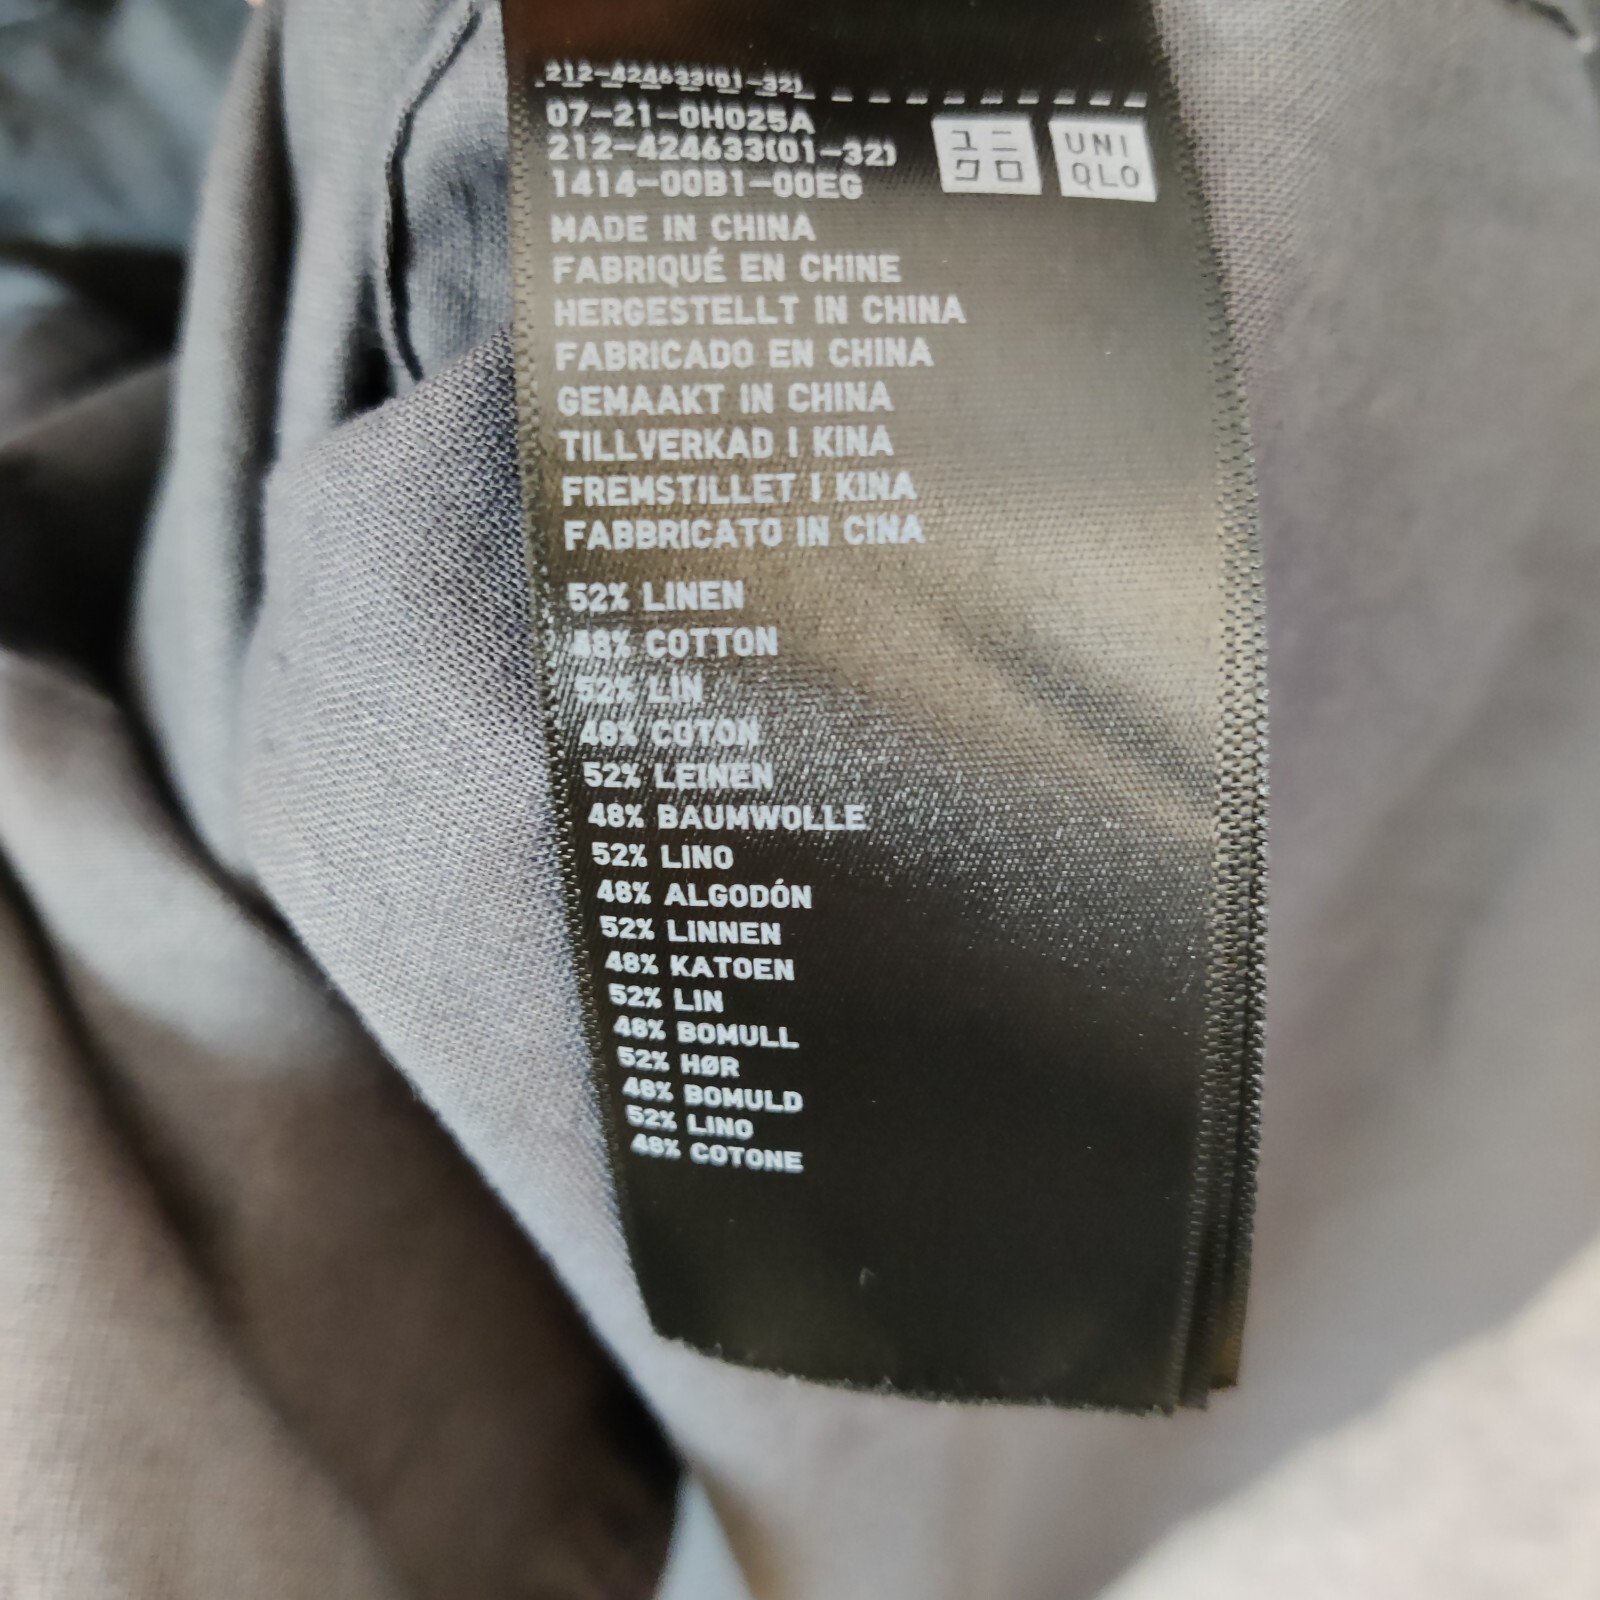 212-424633(01-32)
07-21-0H025A
212-424633(01-32)
1414-00B1-00EG
ユニ
クロ
UNI
QLO
MADE IN CHINA
FABRIQUÉ EN CHINE
HERGESTELLT IN CHINA
FABRICADO EN CHINA
GEMAAKT IN CHINA
TILLVERKAD I KINA
FREMSTILLET I KINA
FABBRICATO IN CINA
52% LINEN
48% COTTON
52% LIN
48% COTON
52% LEINEN
48% BAUMWOLLE
52% LINO
48% ALGODÓN
52% LINNEN
48% KATOEN
52% LIN
48% BOMULL
52% HØR
48% BOMULD
52% LINO
48% COTONE